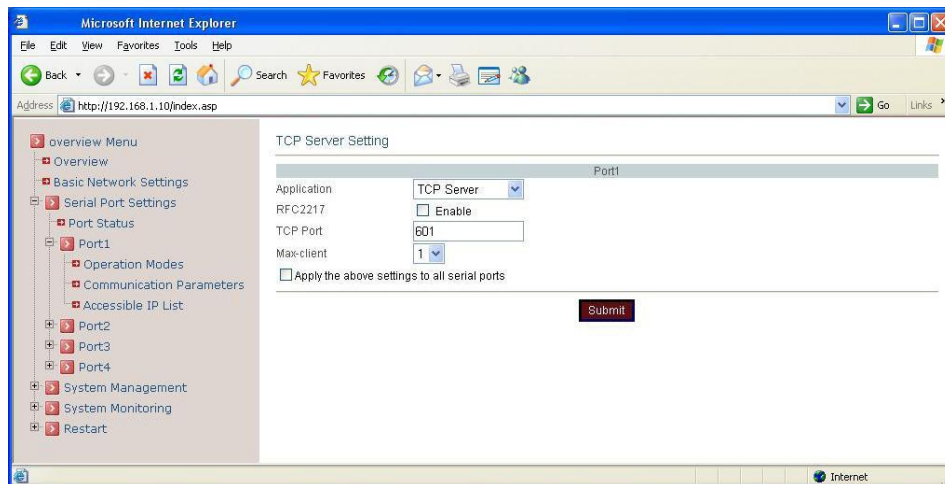 Microsoft Internet Explorer
File Edit View Favorites Tools Help
Back Search Favorites
Address http://192.168.1.10/index.asp Go Links »
overview Menu
Overview
Basic Network Settings
Serial Port Settings
Port Status
Port1
Operation Modes
Communication Parameters
Accessible IP List
Port2
Port3
Port4
System Management
System Monitoring
Restart
TCP Server Setting
Port1
Application TCP Server
RFC2217 Enable
TCP Port 601
Max-client 1
Apply the above settings to all serial ports
Submit
Internet